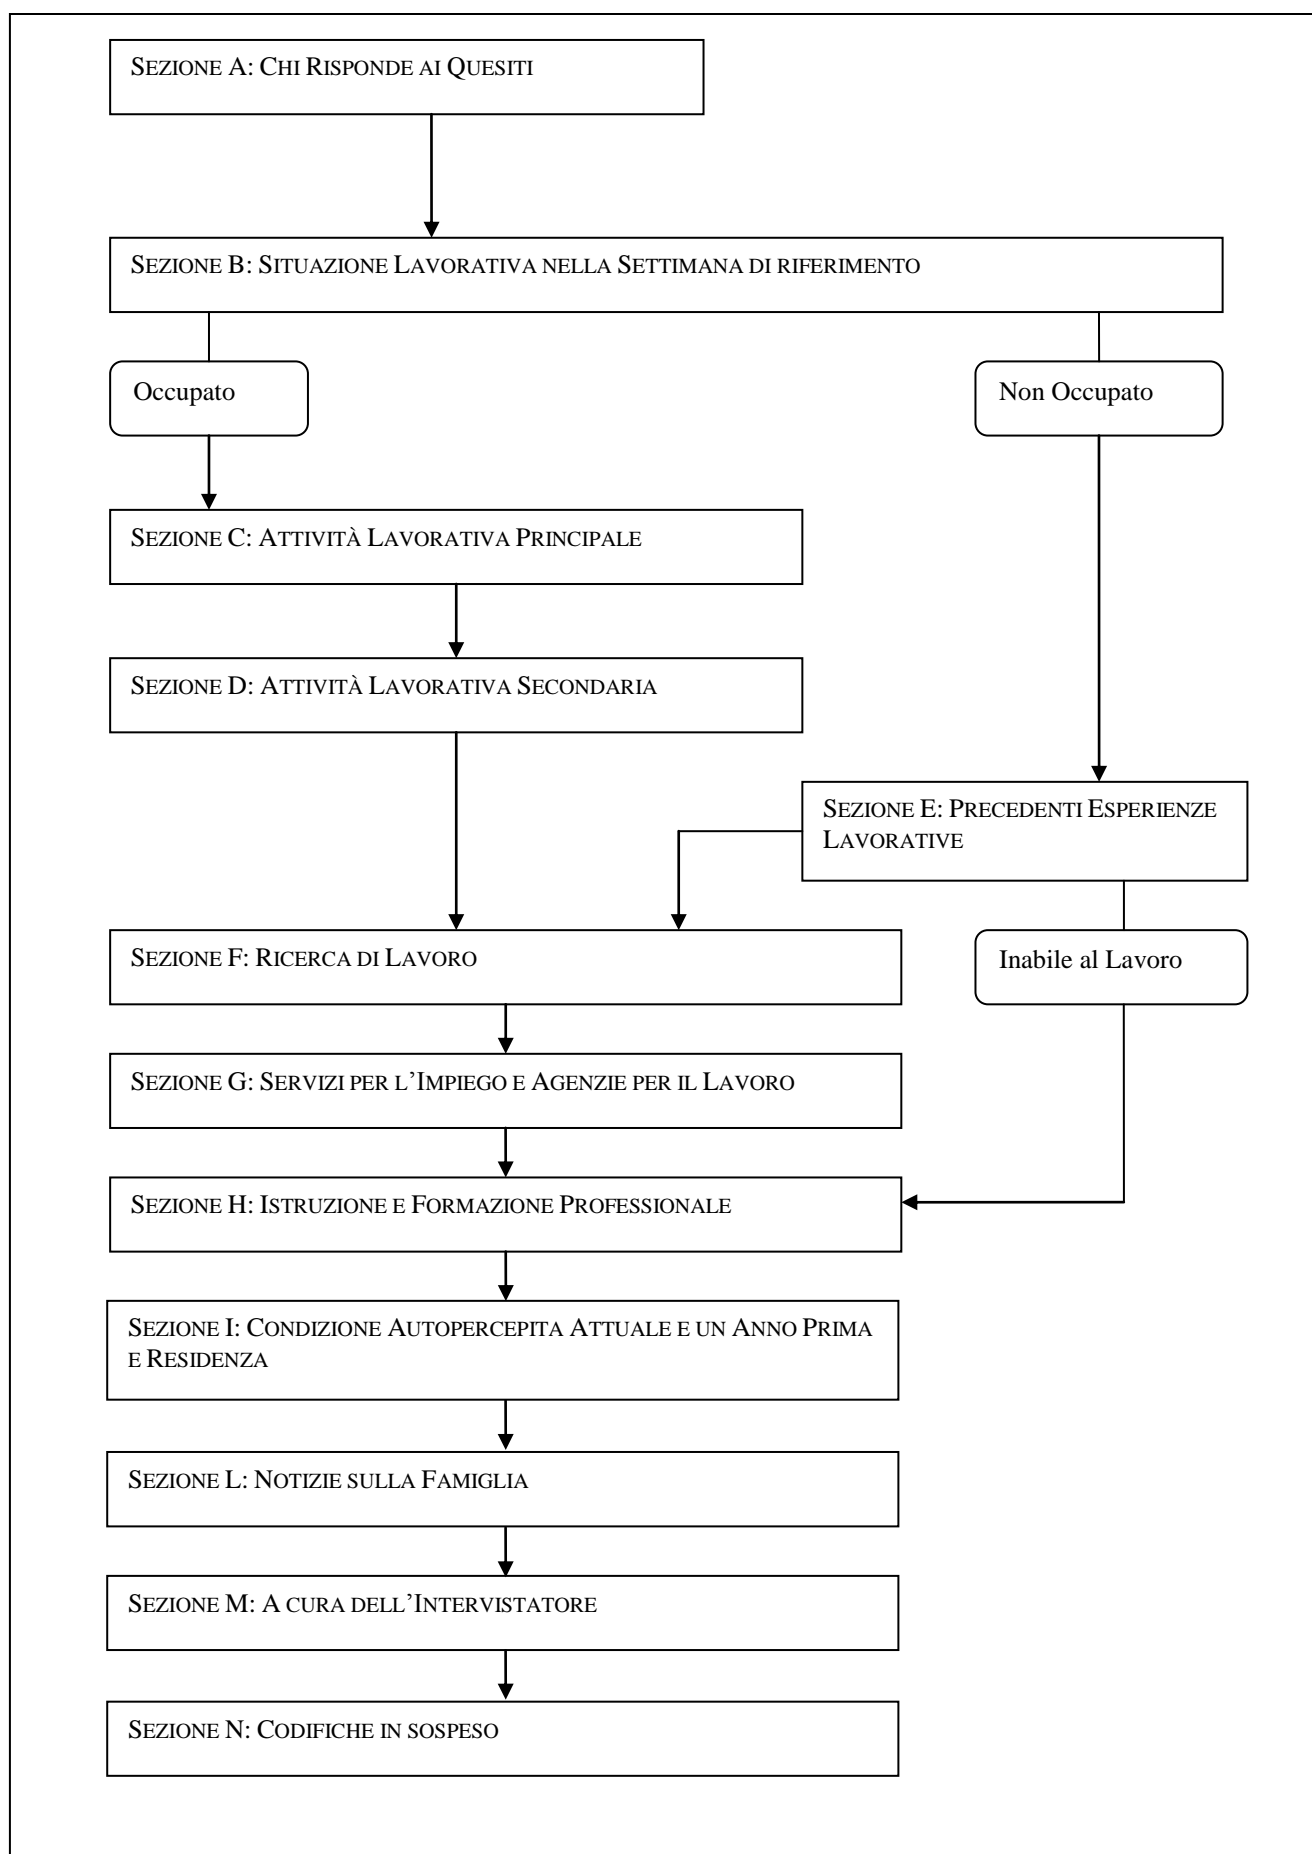 SEZIONE A: CHI RISPONDE AI QUESITI
SEZIONE B: SITUAZIONE LAVORATIVA NELLA SETTIMANA DI RIFERIMENTO
Occupato
Non Occupato
SEZIONE C: ATTIVITÀ LAVORATIVA PRINCIPALE
SEZIONE D: ATTIVITÀ LAVORATIVA SECONDARIA
SEZIONE E: PRECEDENTI ESPERIENZE
LAVORATIVE
SEZIONE F: RICERCA DI LAVORO
Inabile al Lavoro
SEZIONE G: SERVIZI PER L’IMPIEGO E AGENZIE PER IL LAVORO
SEZIONE H: ISTRUZIONE E FORMAZIONE PROFESSIONALE
SEZIONE I: CONDIZIONE AUTOPERCEPITA ATTUALE E UN ANNO PRIMA
E RESIDENZA
SEZIONE L: NOTIZIE SULLA FAMIGLIA
SEZIONE M: A CURA DELL’INTERVISTATORE
SEZIONE N: CODIFICHE IN SOSPESO